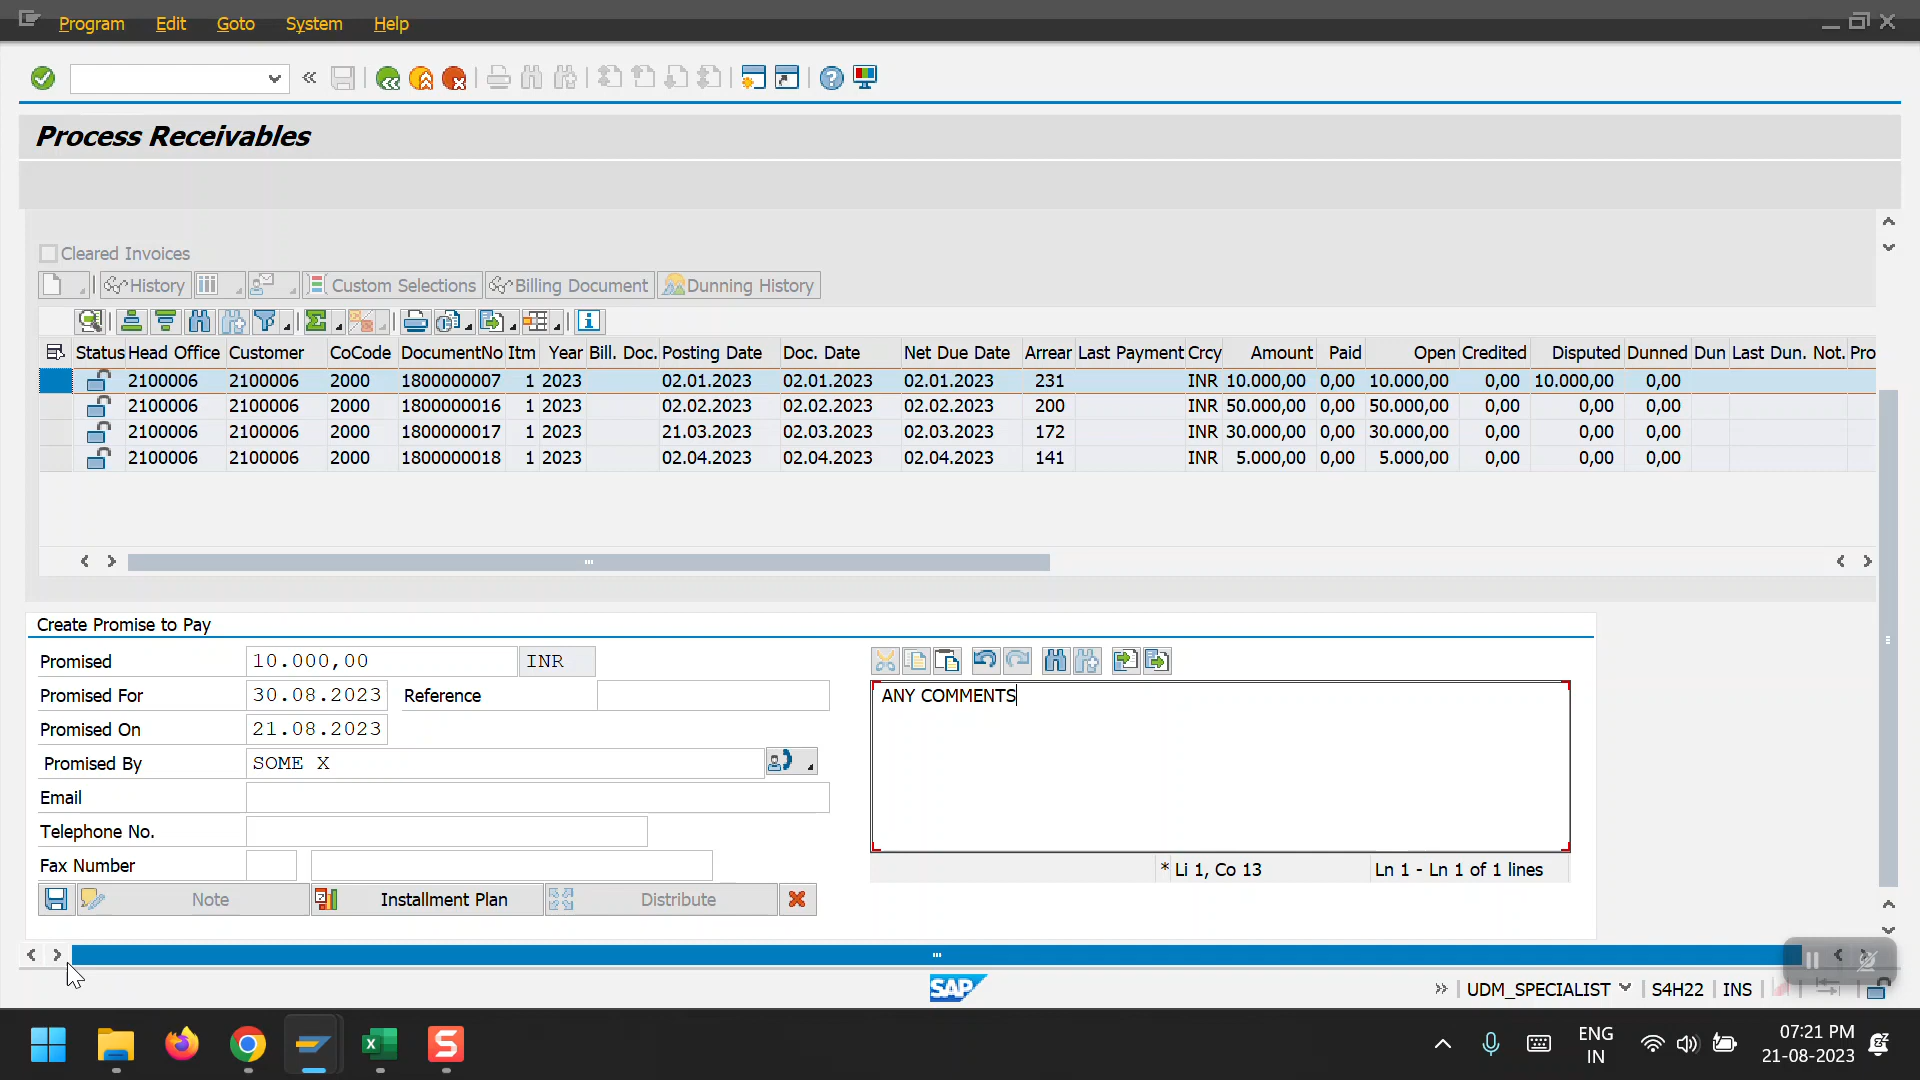 Program Edit Goto System Help
Process Receivables
Cleared Invoices
History Custom Selections Billing Document Dunning History
Status Head Office Customer CoCode DocumentNo Itm Year Bill. Doc. Posting Date Doc. Date Net Due Date Arrear Last Payment Crcy Amount Paid Open Credited Disputed Dunned Dun Last Dun. Not. Pro
2100006 2100006 2000 1800000007 1 2023 02.01.2023 02.01.2023 02.01.2023 231 INR 10.000,00 0,00 10.000,00 0,00 10.000,00 0,00
2100006 2100006 2000 1800000016 1 2023 02.02.2023 02.02.2023 02.02.2023 200 INR 50.000,00 0,00 50.000,00 0,00 0,00 0,00
2100006 2100006 2000 1800000017 1 2023 21.03.2023 02.03.2023 02.03.2023 172 INR 30.000,00 0,00 30.000,00 0,00 0,00 0,00
2100006 2100006 2000 1800000018 1 2023 02.04.2023 02.04.2023 02.04.2023 141 INR 5.000,00 0,00 5.000,00 0,00 0,00 0,00
Create Promise to Pay
Promised 10.000,00 INR
Promised For 30.08.2023 Reference
Promised On 21.08.2023
Promised By SOME X
Email
Telephone No.
Fax Number
Note Installment Plan Distribute
ANY COMMENTS
* Li 1, Co 13 Ln 1 - Ln 1 of 1 lines
SAP
UDM_SPECIALIST S4H22 INS
ENG
IN
07:21 PM
21-08-2023